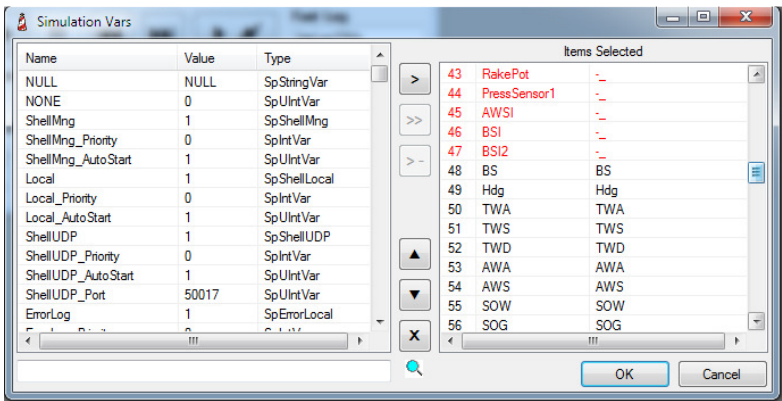 Simulation Vars
Items Selected
Name Value Type
NULL NULL SpStringVar
NONE 0 SpUIntVar
ShellMng 1 SpShellMng
ShellMng_Priority 0 SpIntVar
ShellMng_AutoStart 1 SpUIntVar
Local 1 SpShellLocal
Local_Priority 0 SpIntVar
Local_AutoStart 1 SpUIntVar
ShellUDP 1 SpShellUDP
ShellUDP_Priority 0 SpIntVar
ShellUDP_AutoStart 1 SpUIntVar
ShellUDP_Port 50017 SpUIntVar
ErrorLog 1 SpErrorLocal
>
>>
> -
X
43 RakePot -_
44 PressSensor1 -_
45 AWSI -_
46 BSI -_
47 BSI2 -_
48 BS BS
49 Hdg Hdg
50 TWA TWA
51 TWS TWS
52 TWD TWD
53 AWA AWA
54 AWS AWS
55 SOW SOW
56 SOG SOG
OK Cancel